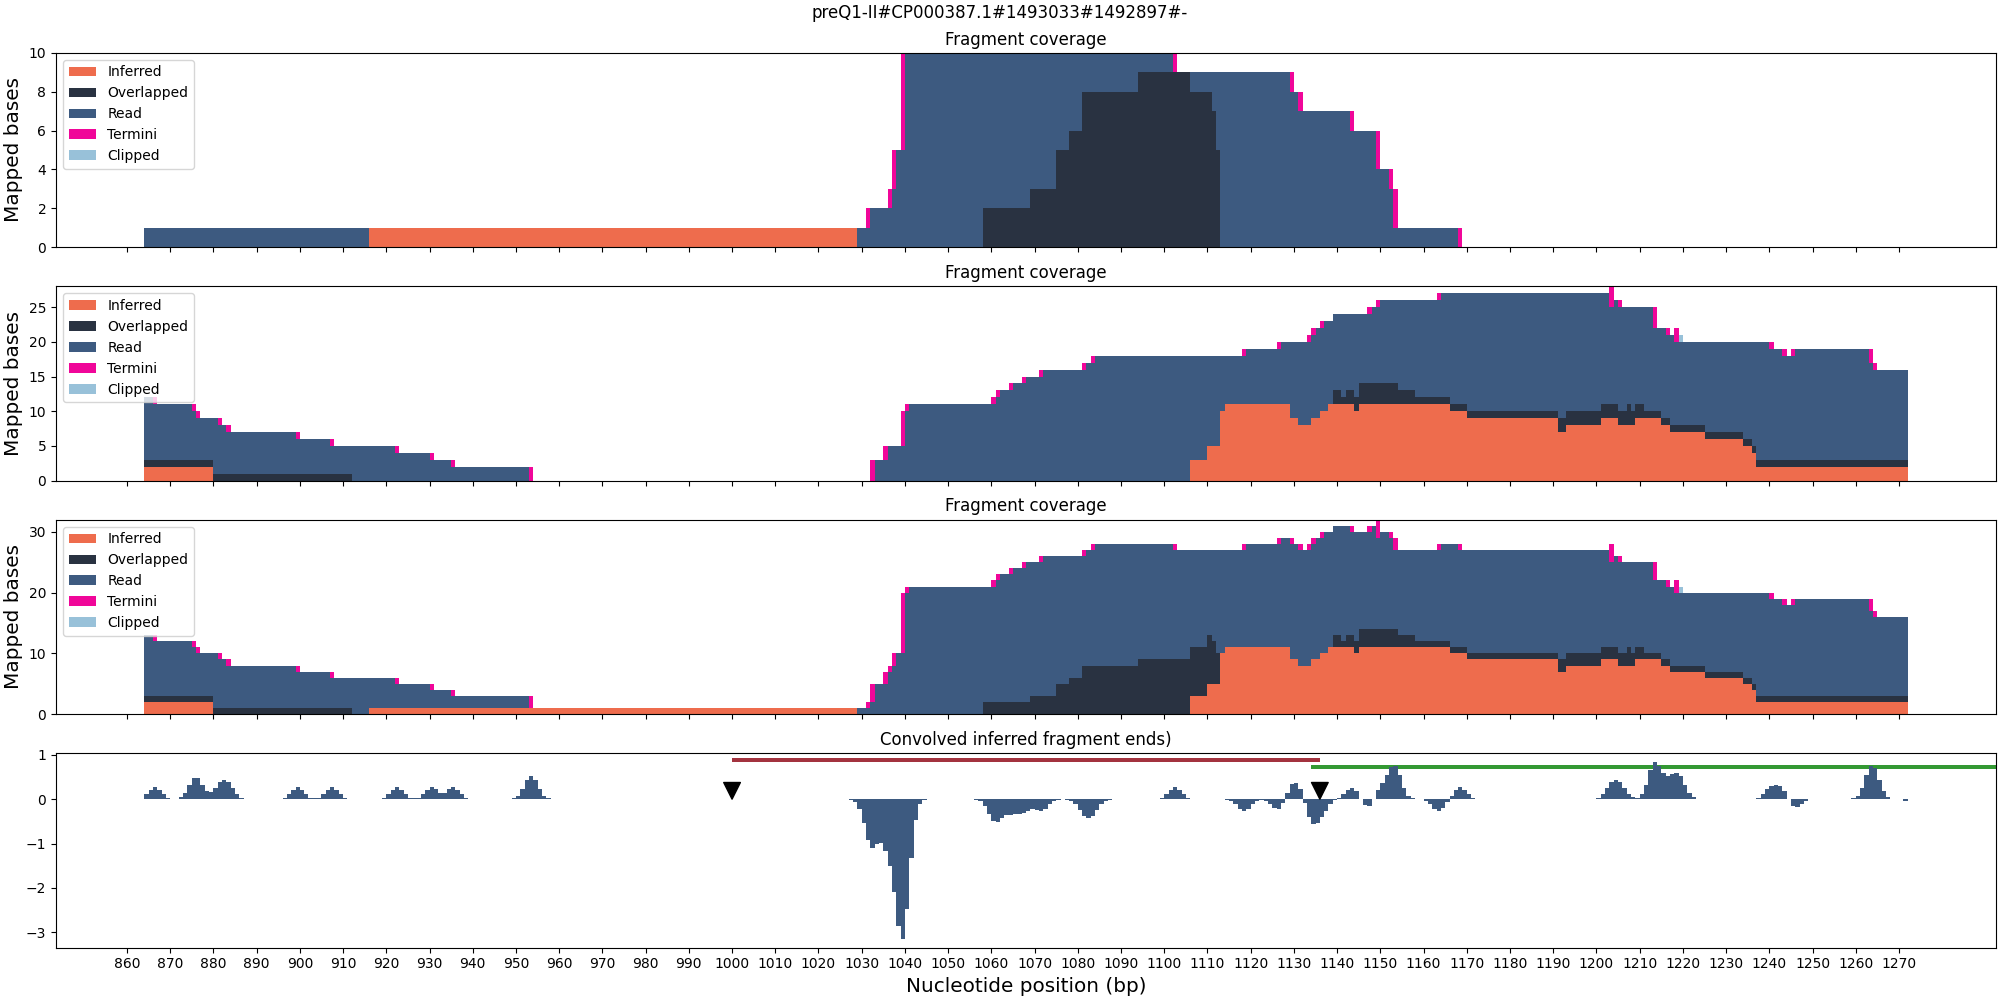 preQ1-II#CP000387.1#1493033#1492897#-
Fragment coverage
Mapped bases
10
8
6
4
2
0
Inferred
Overlapped
Read
Termini
Clipped
Fragment coverage
Mapped bases
25
20
15
10
5
0
Inferred
Overlapped
Read
Termini
Clipped
Fragment coverage
Mapped bases
30
20
10
0
Inferred
Overlapped
Read
Termini
Clipped
Convolved inferred fragment ends)
1
0
−1
−2
−3
860 870 880 890 900 910 920 930 940 950 960 970 980 990 1000 1010 1020 1030 1040 1050 1060 1070 1080 1090 1100 1110 1120 1130 1140 1150 1160 1170 1180 1190 1200 1210 1220 1230 1240 1250 1260 1270
Nucleotide position (bp)